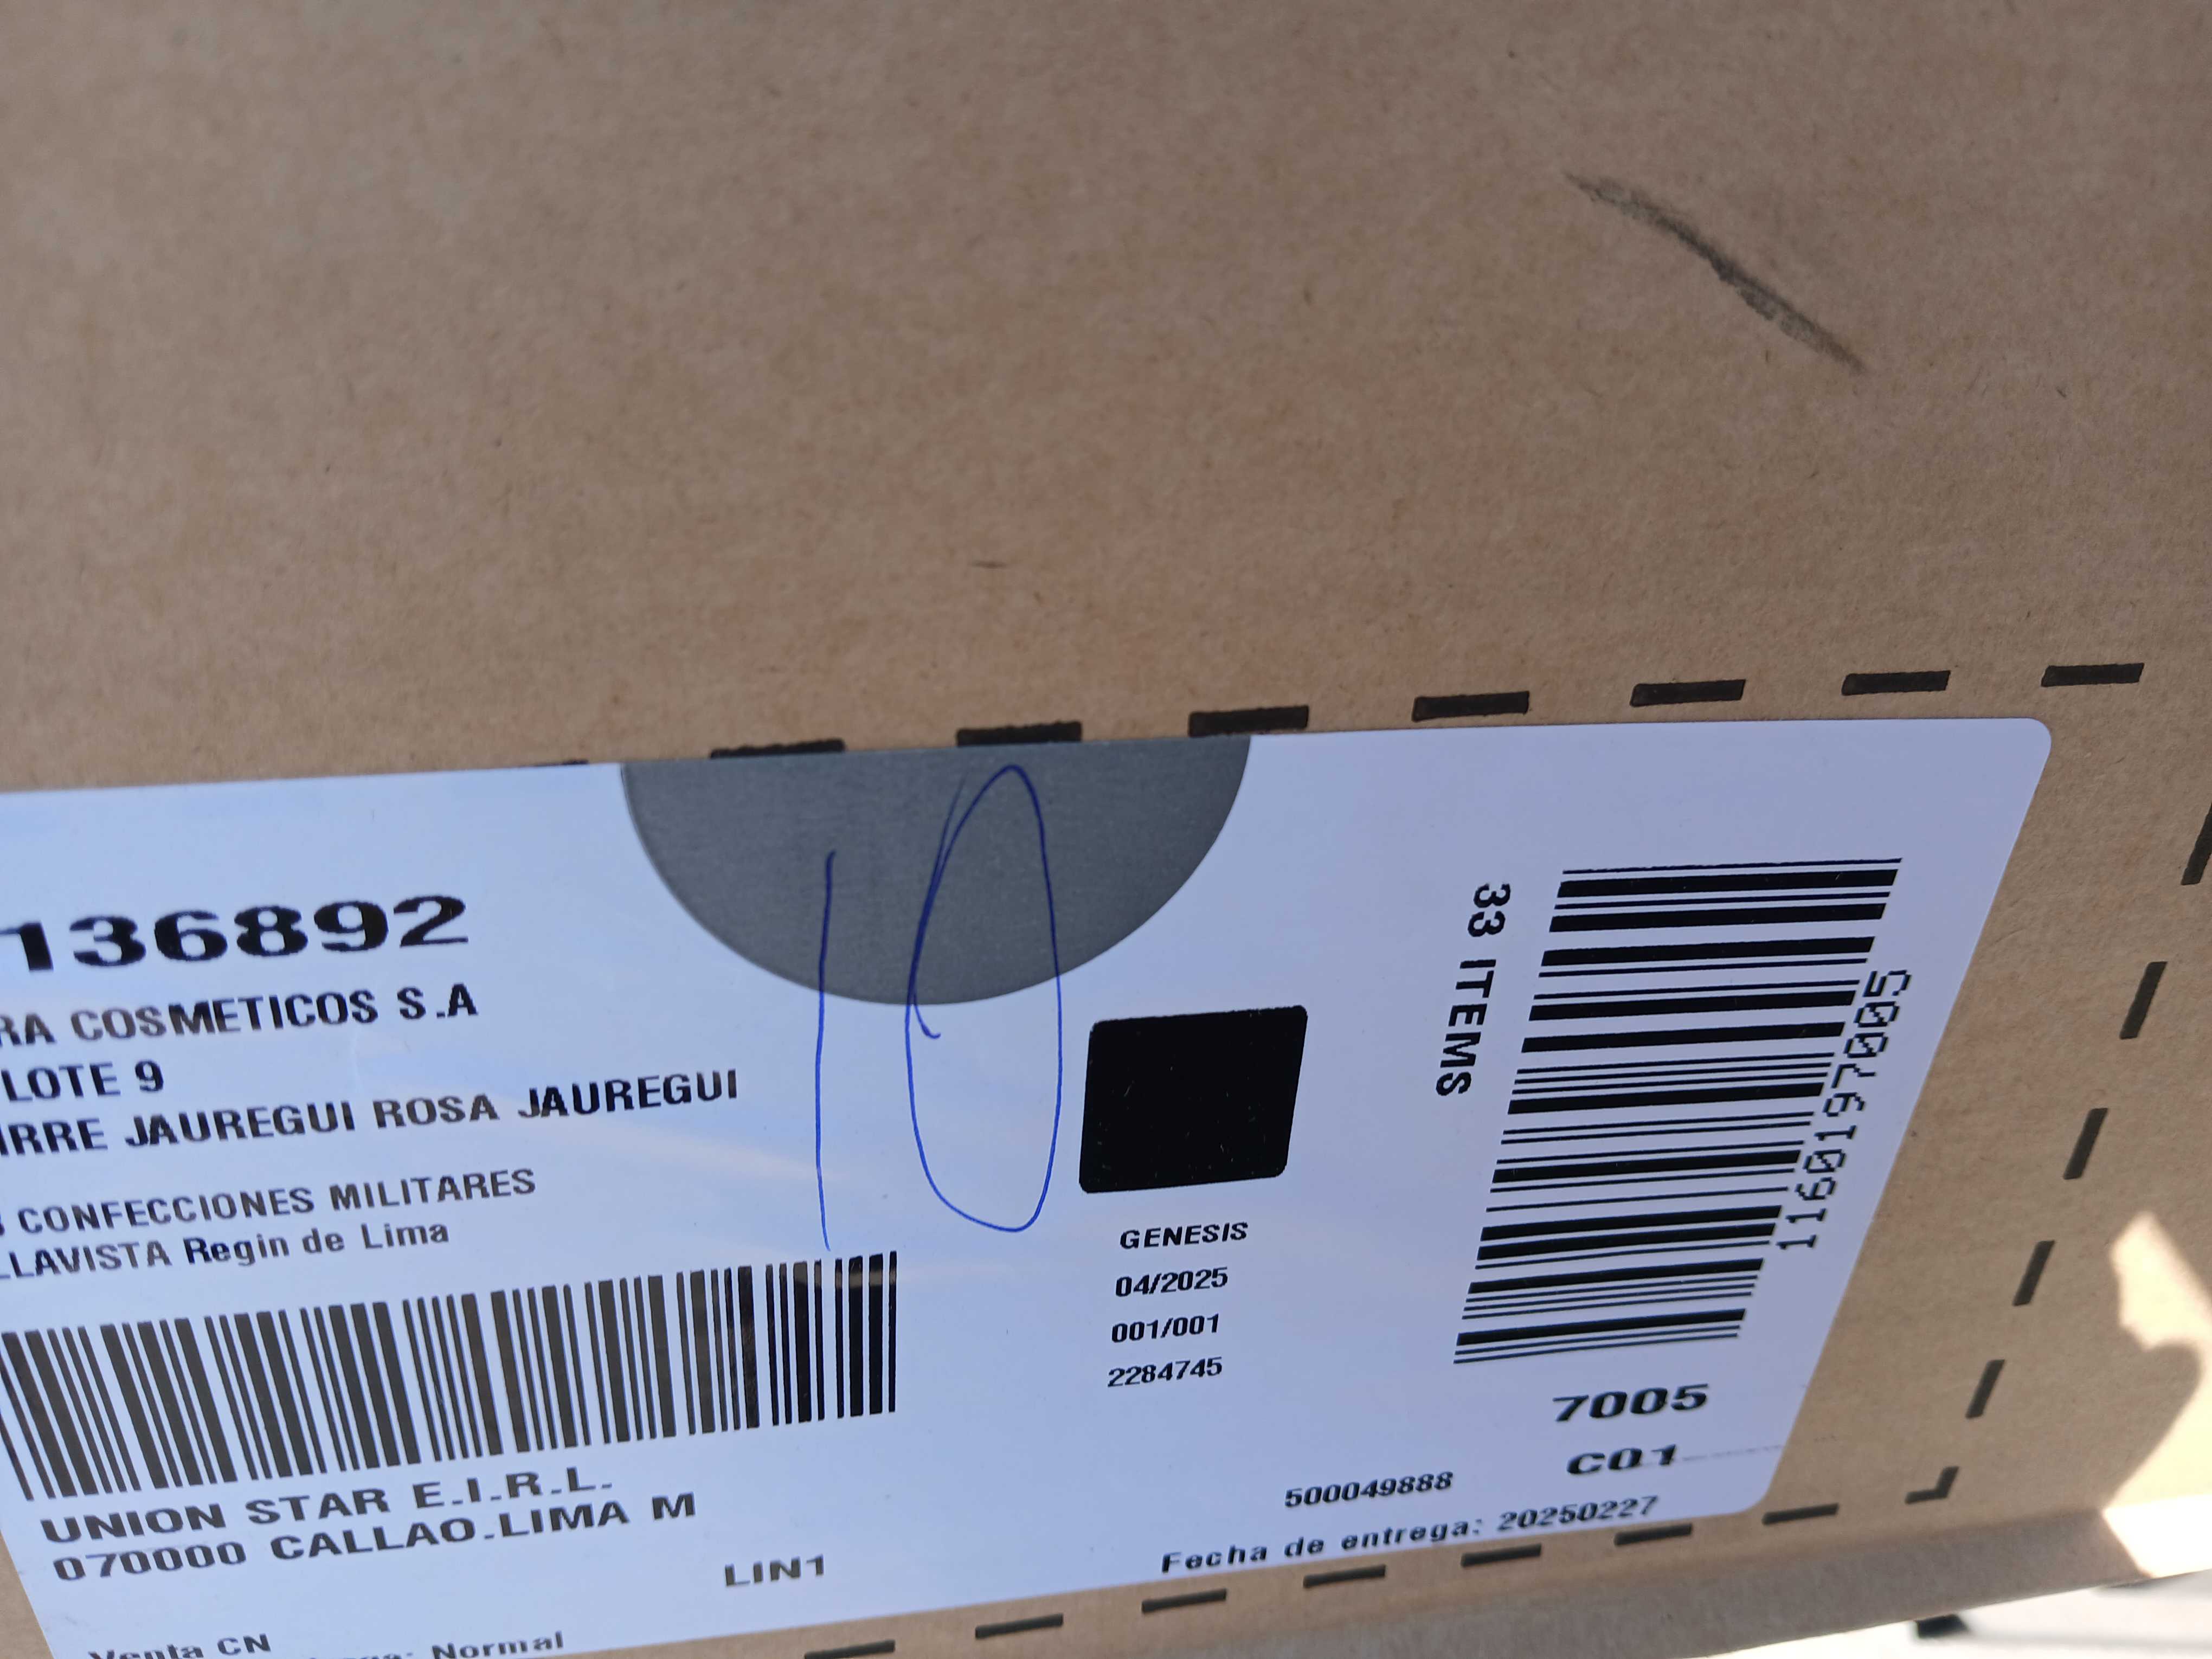 136892
RA COSMETICOS S.A
LOTE 9
IRRE JAUREGUI ROSA JAUREGUI
CONFECCIONES MILITARES
LLAVISTA Regin de Lima
UNION STAR E.I.R.L.
070000 CALLAO.LIMA M
LIN1
Venta CN
Normal
10
GENESIS
04/2025
001/001
2284745
33 ITEMS
1160197005
7005
C01
500049888
Fecha de entrega: 20250227